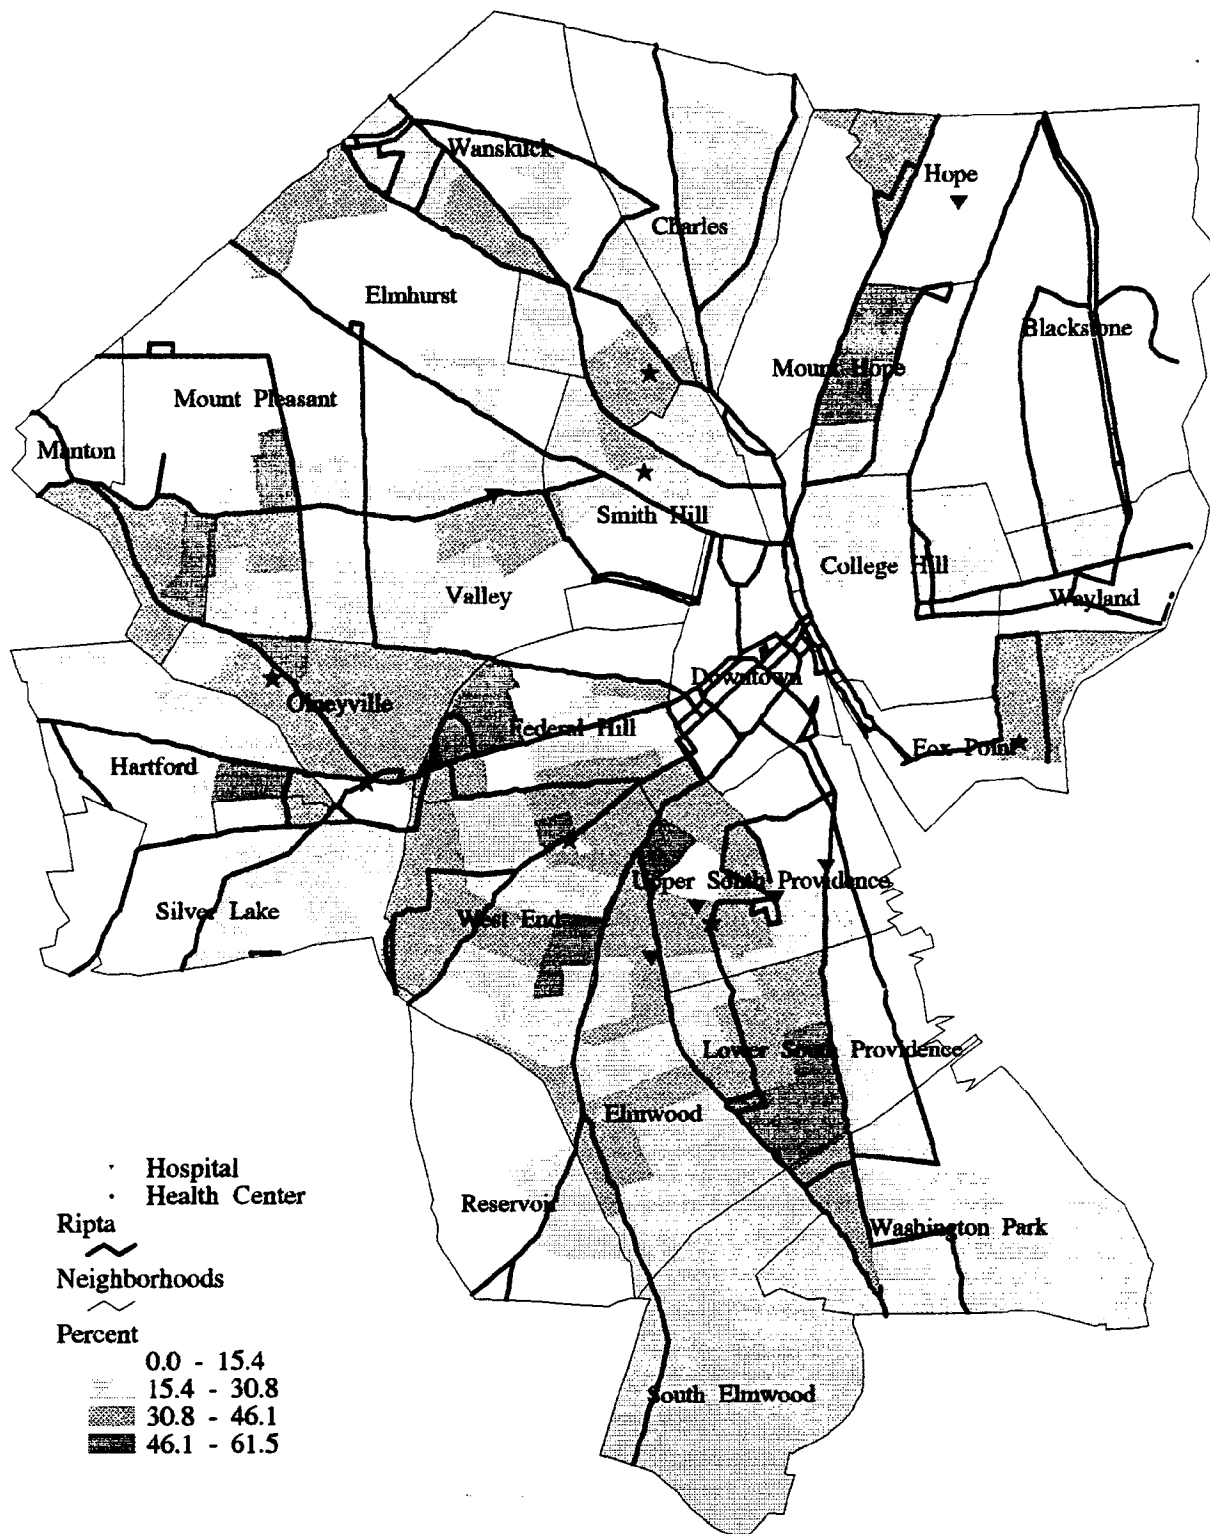 Wanskuck
Hope
Charles
Elmhurst
Blackstone
Mount Hope
Mount Pleasant
Manton
Smith Hill
College Hill
Valley
Wayland
Downtown
Olneyville
Federal Hill
Fox Point
Hartford
Upper South Providence
Silver Lake
West End
Lower South Providence
Elmwood
Reservoir
Washington Park
South Elmwood
Hospital
Health Center
Ripta
Neighborhoods
Percent
0.0 - 15.4
15.4 - 30.8
30.8 - 46.1
46.1 - 61.5